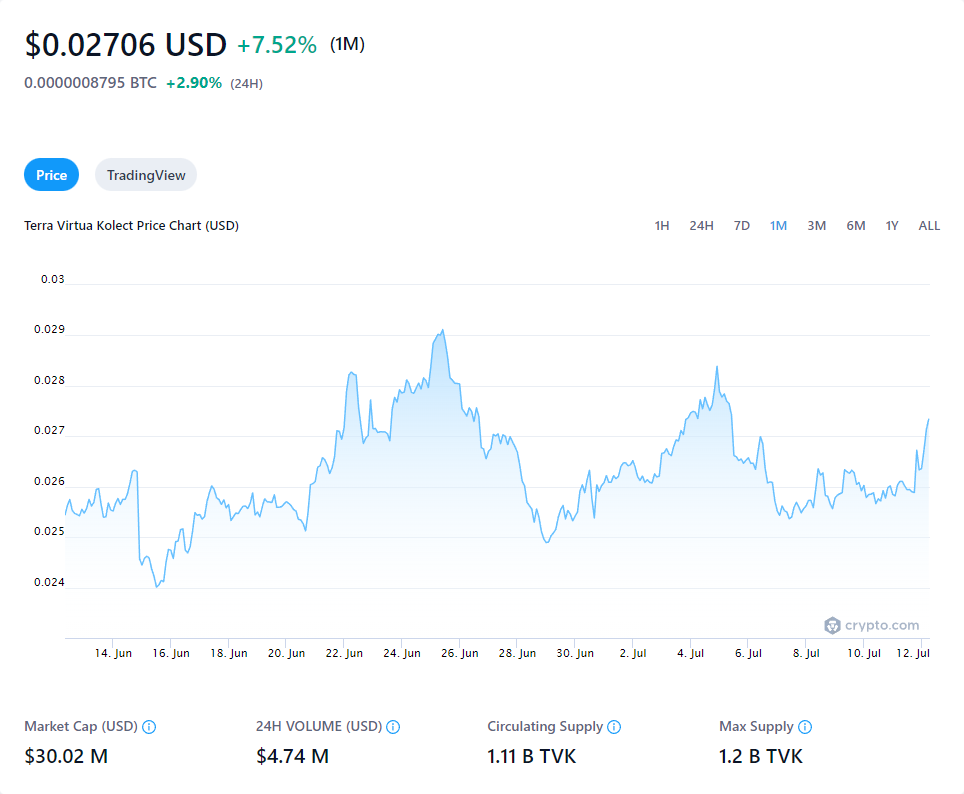 $0.02706 USD +7.52% (1M)
0.0000008795 BTC +2.90% (24H)
Price TradingView
Terra Virtua Kolect Price Chart (USD) 1H 24H 7D 1M 3M 6M 1Y ALL
0.03
0.029
0.028
0.027
0.026
0.025
0.024
crypto.com
14. Jun 16. Jun 18. Jun 20. Jun 22. Jun 24. Jun 26. Jun 28. Jun 30. Jun 2. Jul 4. Jul 6. Jul 8. Jul 10. Jul 12. Jul
Market Cap (USD) 24H VOLUME (USD) Circulating Supply Max Supply
$30.02 M $4.74 M 1.11 B TVK 1.2 B TVK